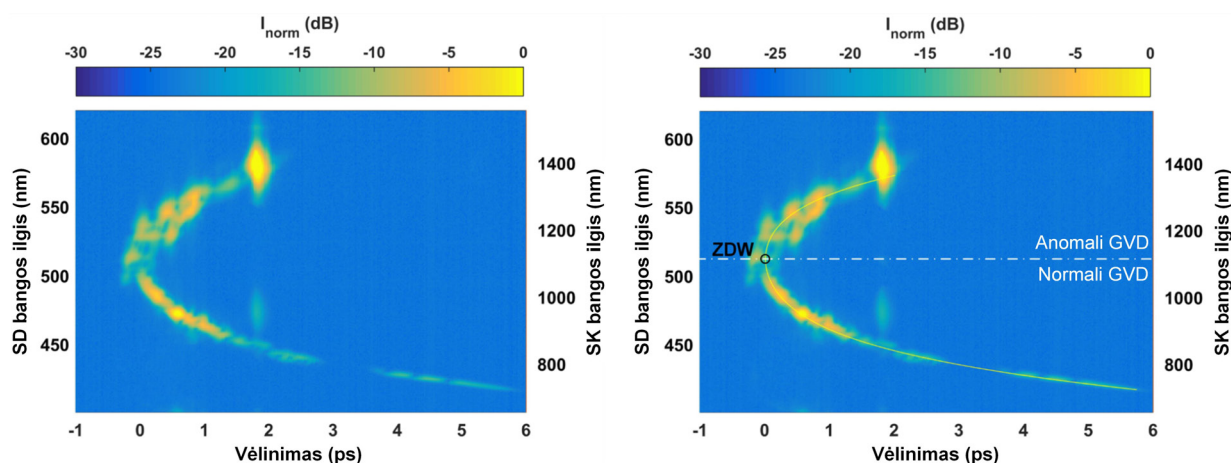 I_norm (dB)
-30 -25 -20 -15 -10 -5 0
600
550
500
450
SD bangos ilgis (nm)
1400
1200
1000
800
SK bangos ilgis (nm)
-1 0 1 2 3 4 5 6
Vėlinimas (ps)
I_norm (dB)
-30 -25 -20 -15 -10 -5 0
600
550
500
450
SD bangos ilgis (nm)
ZDW
Anomali GVD
Normali GVD
1400
1200
1000
800
SK bangos ilgis (nm)
-1 0 1 2 3 4 5 6
Vėlinimas (ps)